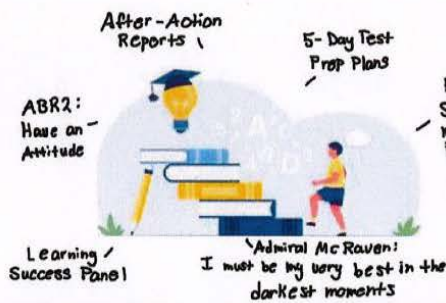 After-Action
Reports
5-Day Test
Prep Plans
ABR2:
Have an
Attitude
Learning
Success Panel
Admiral McRaven:
I must be my very best in the
darkest moments